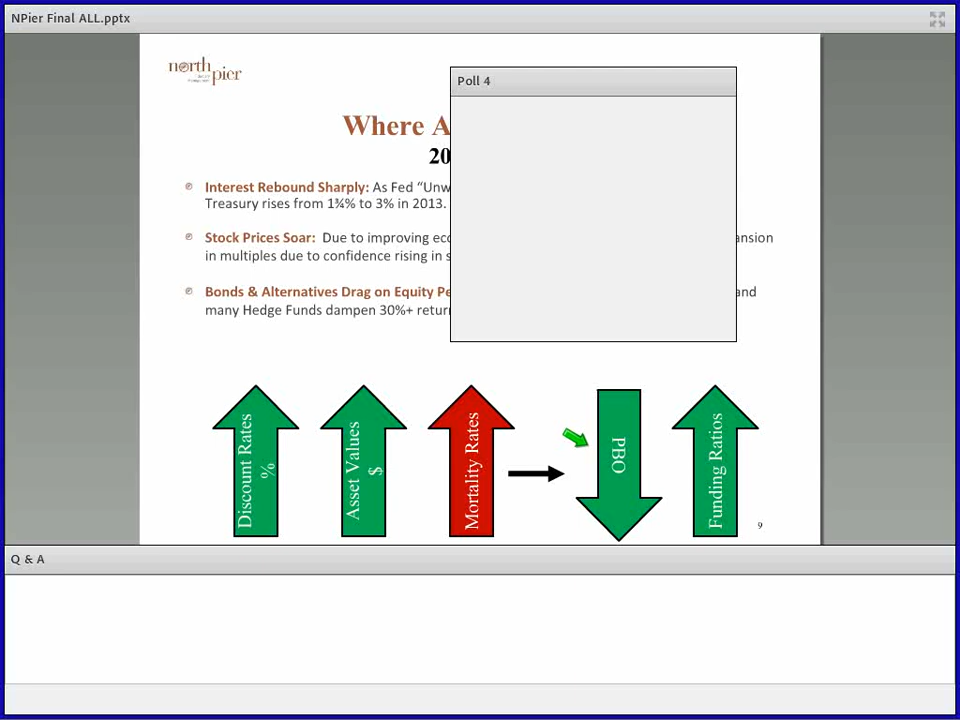 NPier Final ALL.pptx
north
pier
Poll 4
Where A
20
Interest Rebound Sharply: As Fed “Unw
Treasury rises from 1¾% to 3% in 2013.
Stock Prices Soar: Due to improving eco
ansion
in multiples due to confidence rising in s
Bonds & Alternatives Drag on Equity Pe
and
many Hedge Funds dampen 30%+ return
Discount Rates
%
Asset Values
$
Mortality Rates
PBO
Funding Ratios
9
Q & A